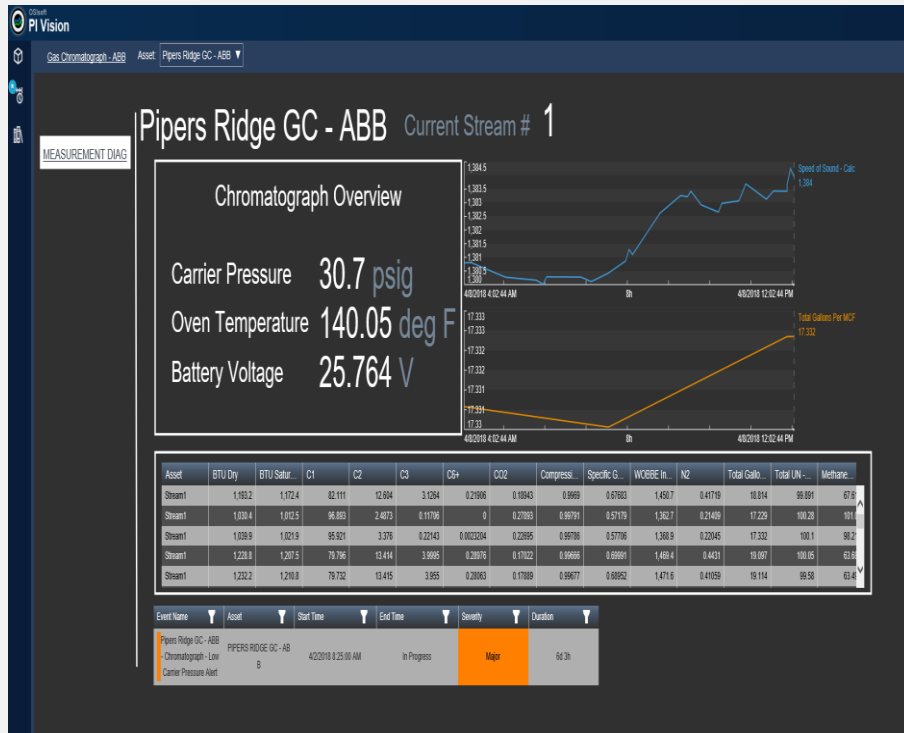 OSIsoft
PI Vision
Gas Chromatograph - ABB Asset: Pipers Ridge GC - ABB
MEASUREMENT DIAG
Pipers Ridge GC - ABB Current Stream # 1
Chromatograph Overview
Carrier Pressure 30.7 psig
Oven Temperature 140.05 deg F
Battery Voltage 25.764 V
1,384.5
1,383.5
1,383
1,382.5
1,382
1,381.5
1,381
1,380.5
1,380
4/8/2018 4:02:44 AM 8h 4/8/2018 12:02:44 PM
Speed of Sound - Calc
1,384
17.333
17.333
17.332
17.332
17.331
17.331
17.33
4/8/2018 4:02:44 AM 8h 4/8/2018 12:02:44 PM
Total Gallons Per MCF
17.332
Asset BTU Dry BTU Satur... C1 C2 C3 C6+ CO2 Compressi... Specific G... WOBBE In... N2 Total Gallo... Total UN -... Methane...
Stream1 1,193.2 1,172.4 82.111 12.604 3.1264 0.21906 0.18943 0.9969 0.67683 1,450.7 0.41719 18.814 99.891
Stream1 1,030.4 1,012.5 96.893 2.4873 0.11706 0 0.27893 0.99791 0.57179 1,362.7 0.21409 17.229 100.28
Stream1 1,039.9 1,021.9 95.921 3.376 0.22143 0.0023204 0.22695 0.99786 0.57706 1,368.9 0.22045 17.332 100.1
Stream1 1,228.8 1,207.5 79.796 13.414 3.9995 0.28976 0.17022 0.99666 0.69991 1,469.4 0.4431 19.097 100.05
Stream1 1,232.2 1,210.8 79.732 13.415 3.955 0.28063 0.17889 0.99677 0.68952 1,471.6 0.41059 19.114 99.58
Event Name Asset Start Time End Time Severity Duration
Pipers Ridge GC - ABB
- Chromatograph - Low
Carrier Pressure Alert
PIPERS RIDGE GC - AB
B
4/2/2018 8:25:00 AM In Progress Major 6d 3h